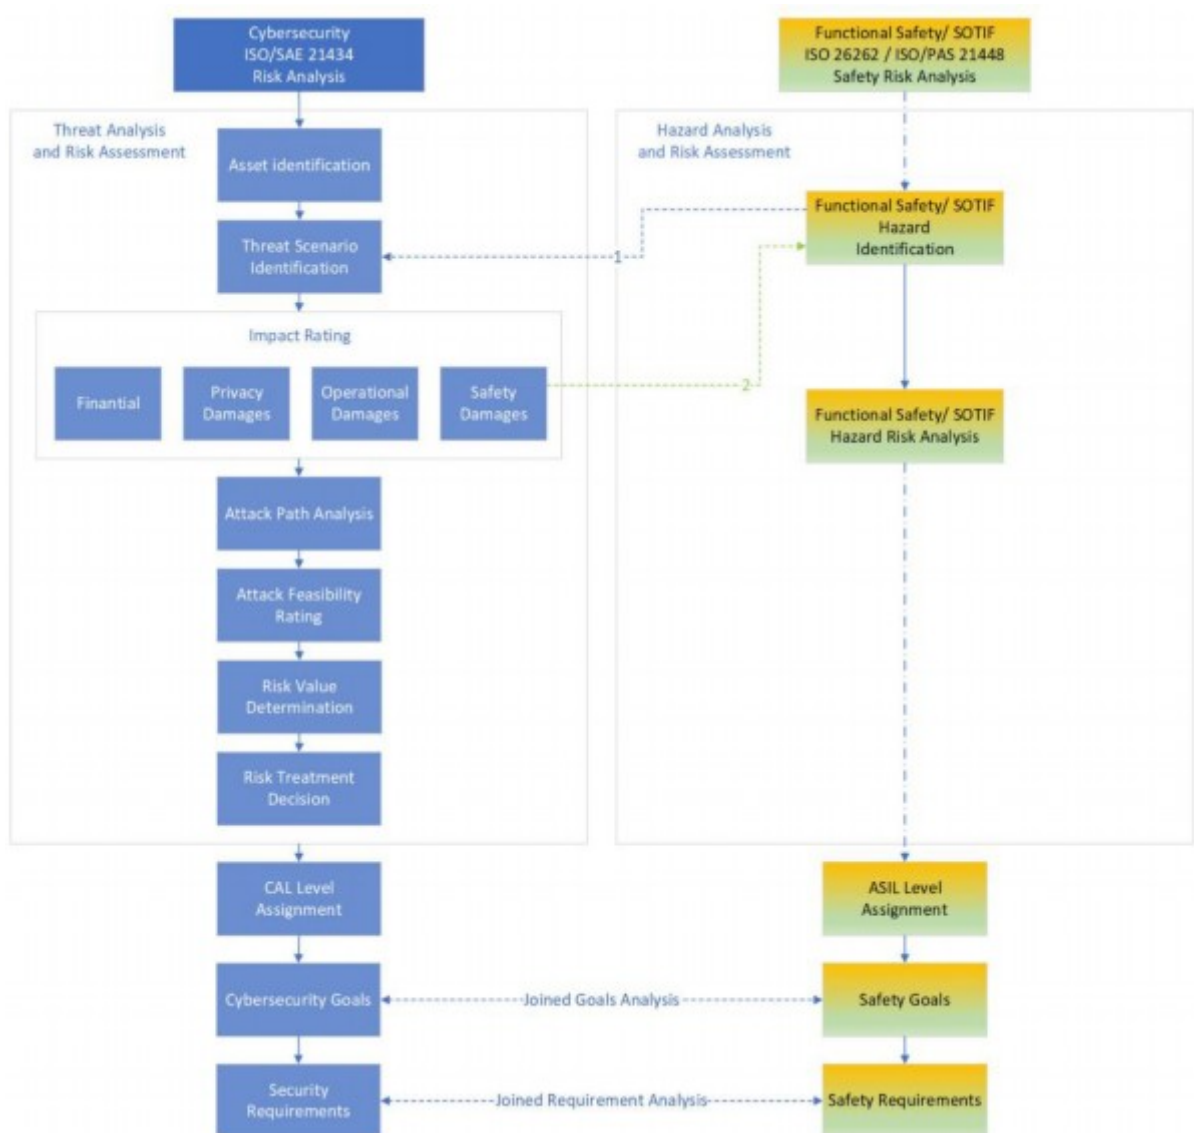 Cybersecurity
ISO/SAE 21434
Risk Analysis
Functional Safety/ SOTIF
ISO 26262 / ISO/PAS 21448
Safety Risk Analysis
Threat Analysis
and Risk Assessment
Hazard Analysis
and Risk Assessment
Asset identification
Functional Safety/ SOTIF
Hazard
Identification
Threat Scenario
Identification
1
Impact Rating
Finantial
Privacy
Damages
Operational
Damages
Safety
Damages
2
Functional Safety/ SOTIF
Hazard Risk Analysis
Attack Path Analysis
Attack Feasibility
Rating
Risk Value
Determination
Risk Treatment
Decision
CAL Level
Assignment
ASIL Level
Assignment
Cybersecurity Goals
Joined Goals Analysis
Safety Goals
Security
Requirements
Joined Requirement Analysis
Safety Requirements